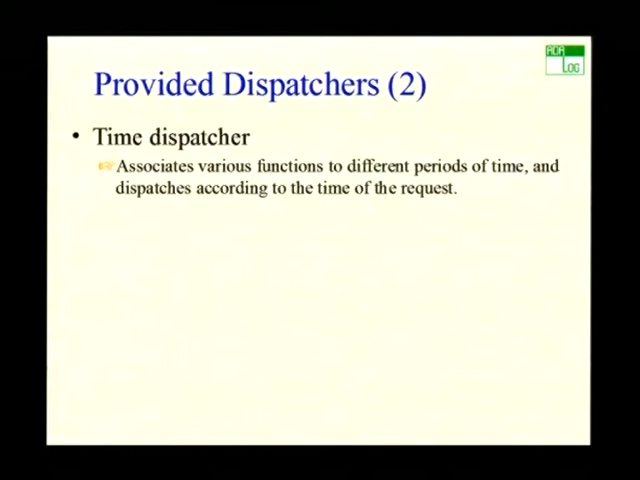 ADA
LOG
Provided Dispatchers (2)
• Time dispatcher
☞ Associates various functions to different periods of time, and
dispatches according to the time of the request.